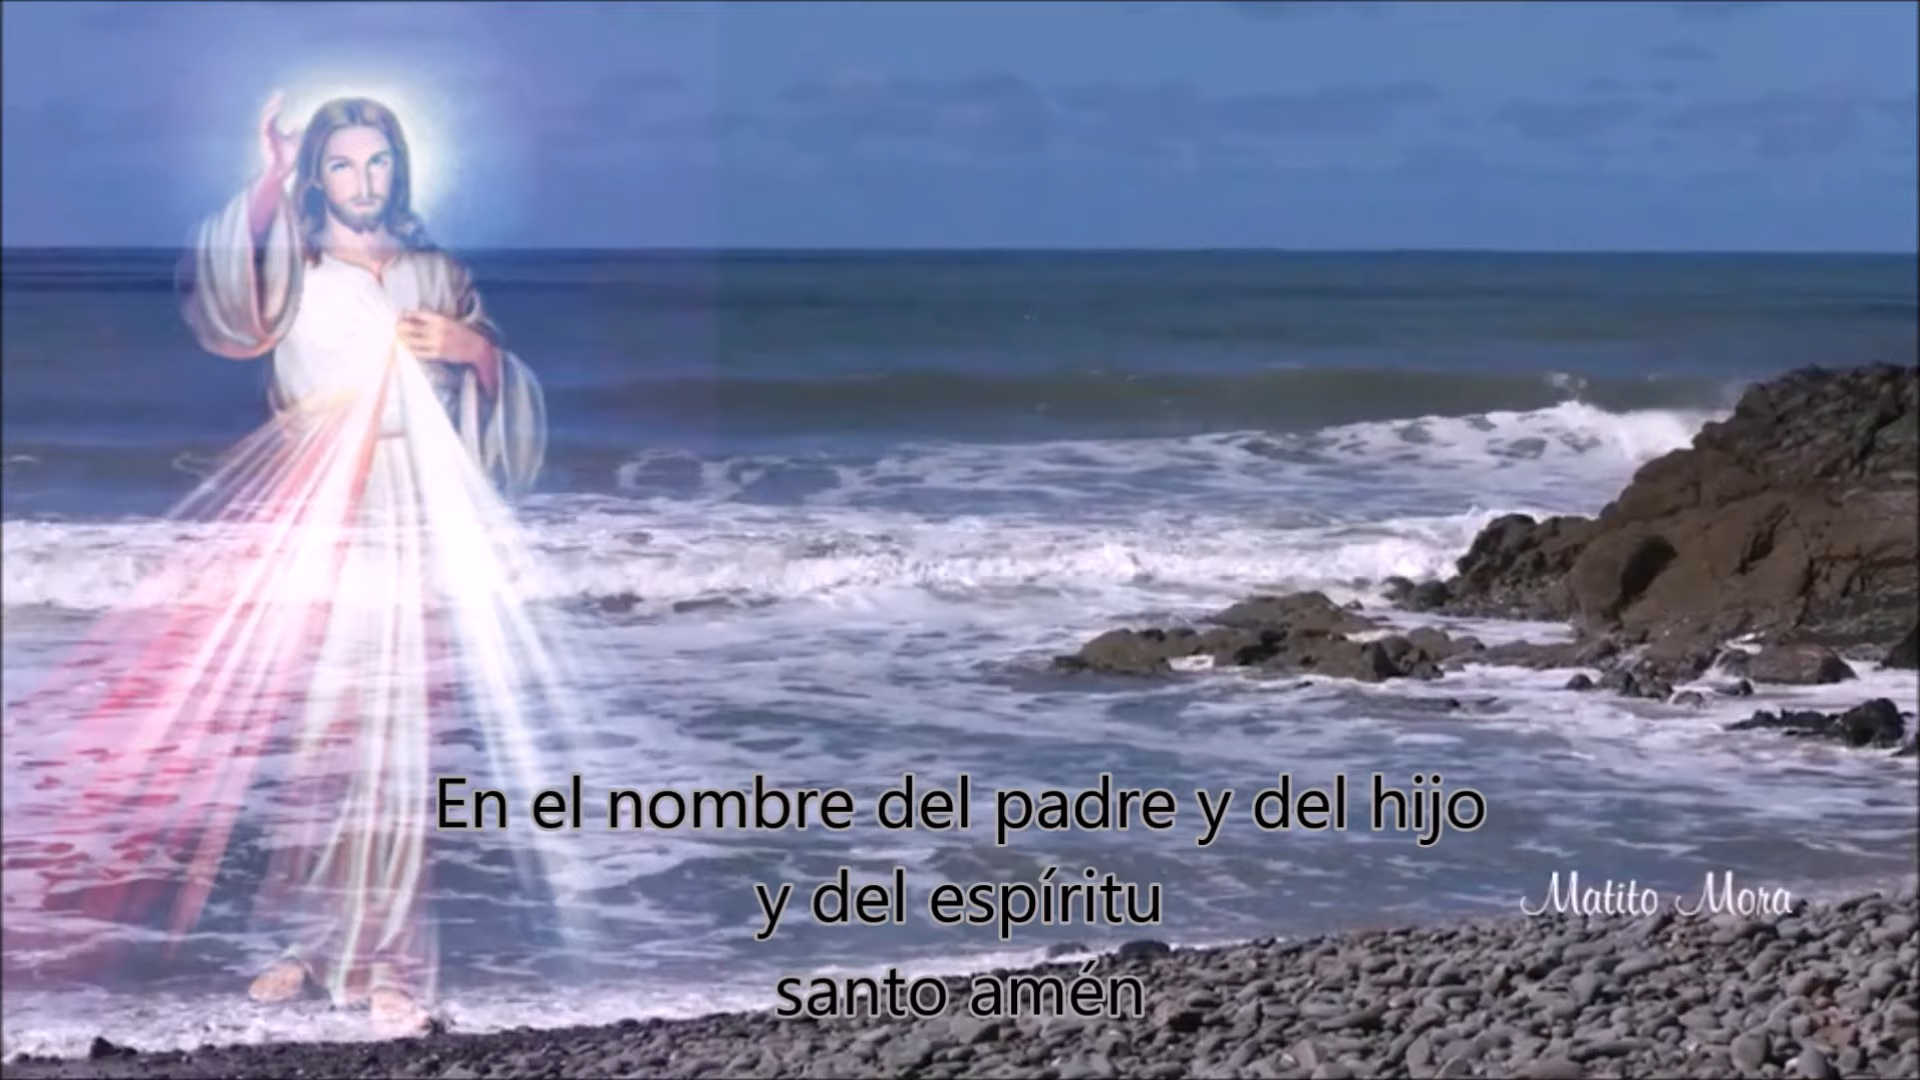 En el nombre del padre y del hijo
y del espíritu
santo amén
Matito Mora